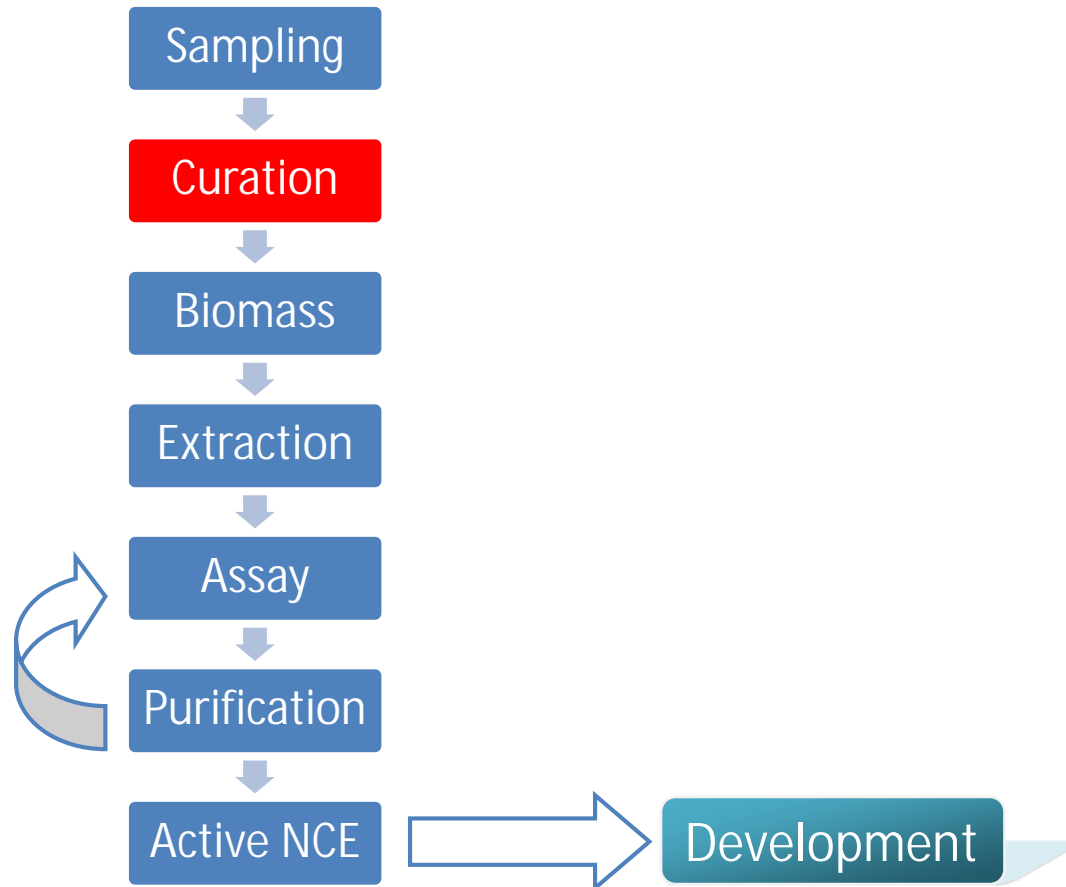 Sampling
Curation
Biomass
Extraction
Assay
Purification
Active NCE
Development